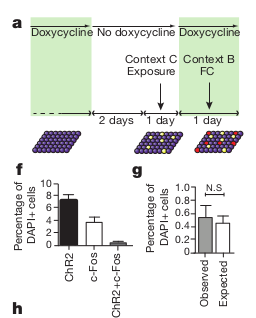 a
Doxycycline No doxycycline Doxycycline
Context C Context B
Exposure FC
2 days 1 day 1 day
f
Percentage of
DAPI+ cells
10
8
6
4
2
0
ChR2
c-Fos
ChR2+c-Fos
g
Percentage of
DAPI+ cells
1.0
0.8
0.6
0.4
0.2
0
N.S
Observed
Expected
h